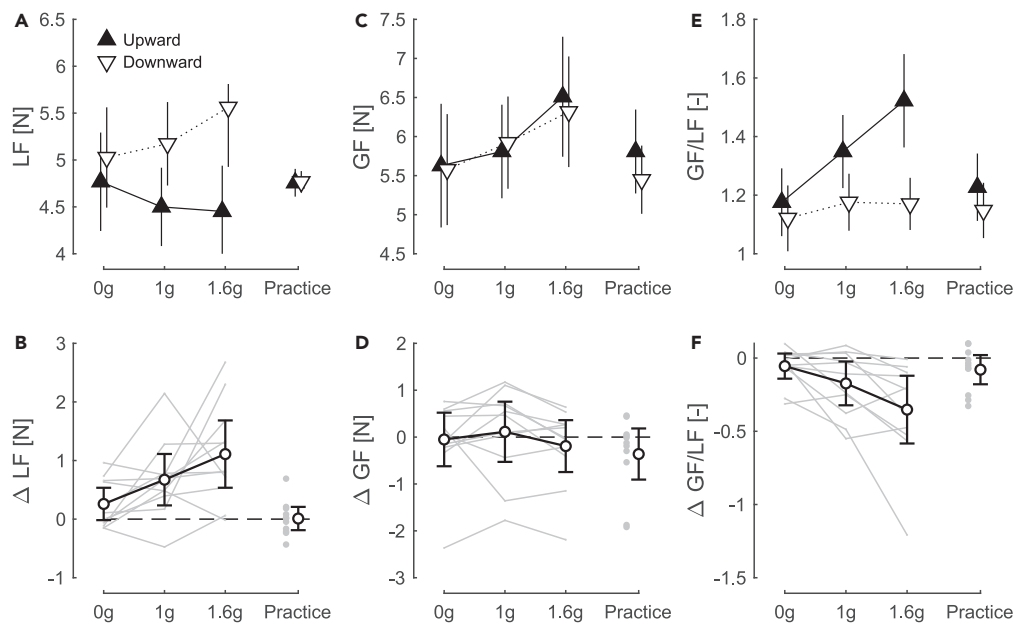 A
LF [N]
6.5
6
5.5
5
4.5
4
Upward
Downward
0g 1g 1.6g Practice
C
GF [N]
7.5
7
6.5
6
5.5
5
4.5
0g 1g 1.6g Practice
E
GF/LF [-]
1.8
1.6
1.4
1.2
1
0g 1g 1.6g Practice
B
Δ LF [N]
3
2
1
0
-1
0g 1g 1.6g Practice
D
Δ GF [N]
2
1
0
-1
-2
-3
0g 1g 1.6g Practice
F
Δ GF/LF [-]
0
-0.5
-1
-1.5
0g 1g 1.6g Practice